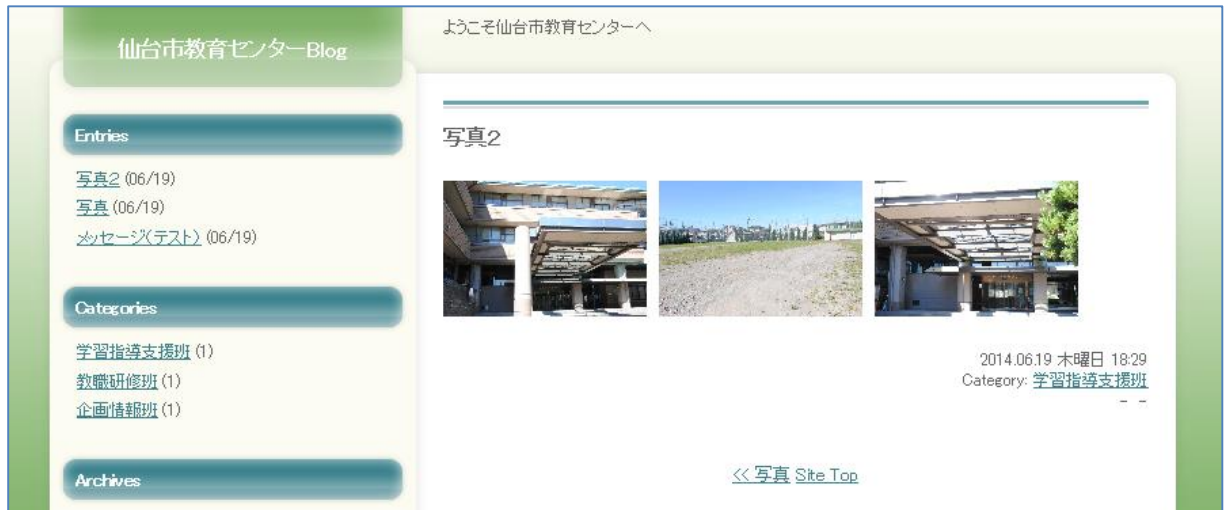 仙台市教育センターBlog
ようこそ仙台市教育センターへ
Entries
写真2 (06/19)
写真 (06/19)
メッセージ(テスト) (06/19)
Categories
学習指導支援班 (1)
教職研修班 (1)
企画情報班 (1)
Archives
写真2
2014.06.19 木曜日 18:29
Category: 学習指導支援班
- -
<< 写真 Site Top